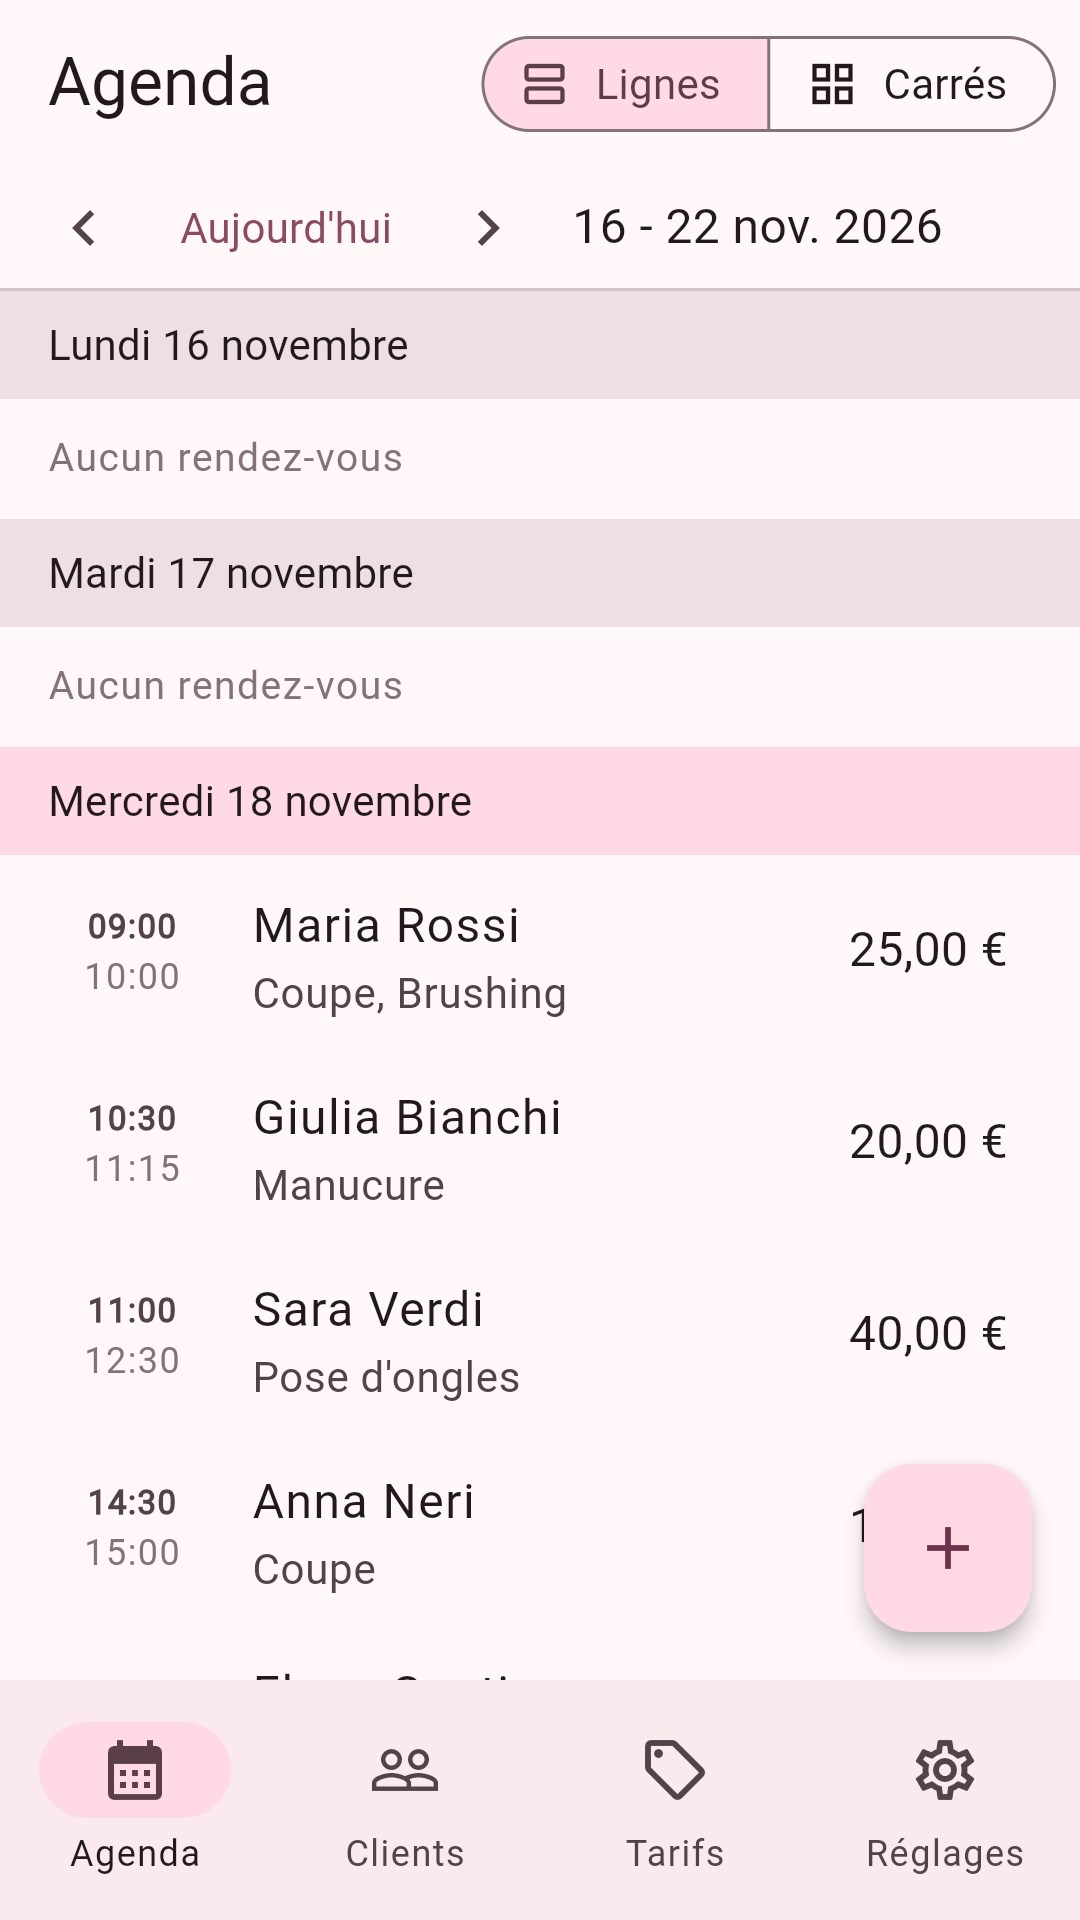 Agenda
Lignes
Carrés
Aujourd'hui
16 - 22 nov. 2026
Lundi 16 novembre
Aucun rendez-vous
Mardi 17 novembre
Aucun rendez-vous
Mercredi 18 novembre
09:00
10:00
Maria Rossi
Coupe, Brushing
25,00 €
10:30
11:15
Giulia Bianchi
Manucure
20,00 €
11:00
12:30
Sara Verdi
Pose d'ongles
40,00 €
14:30
15:00
Anna Neri
Coupe
Agenda
Clients
Tarifs
Réglages